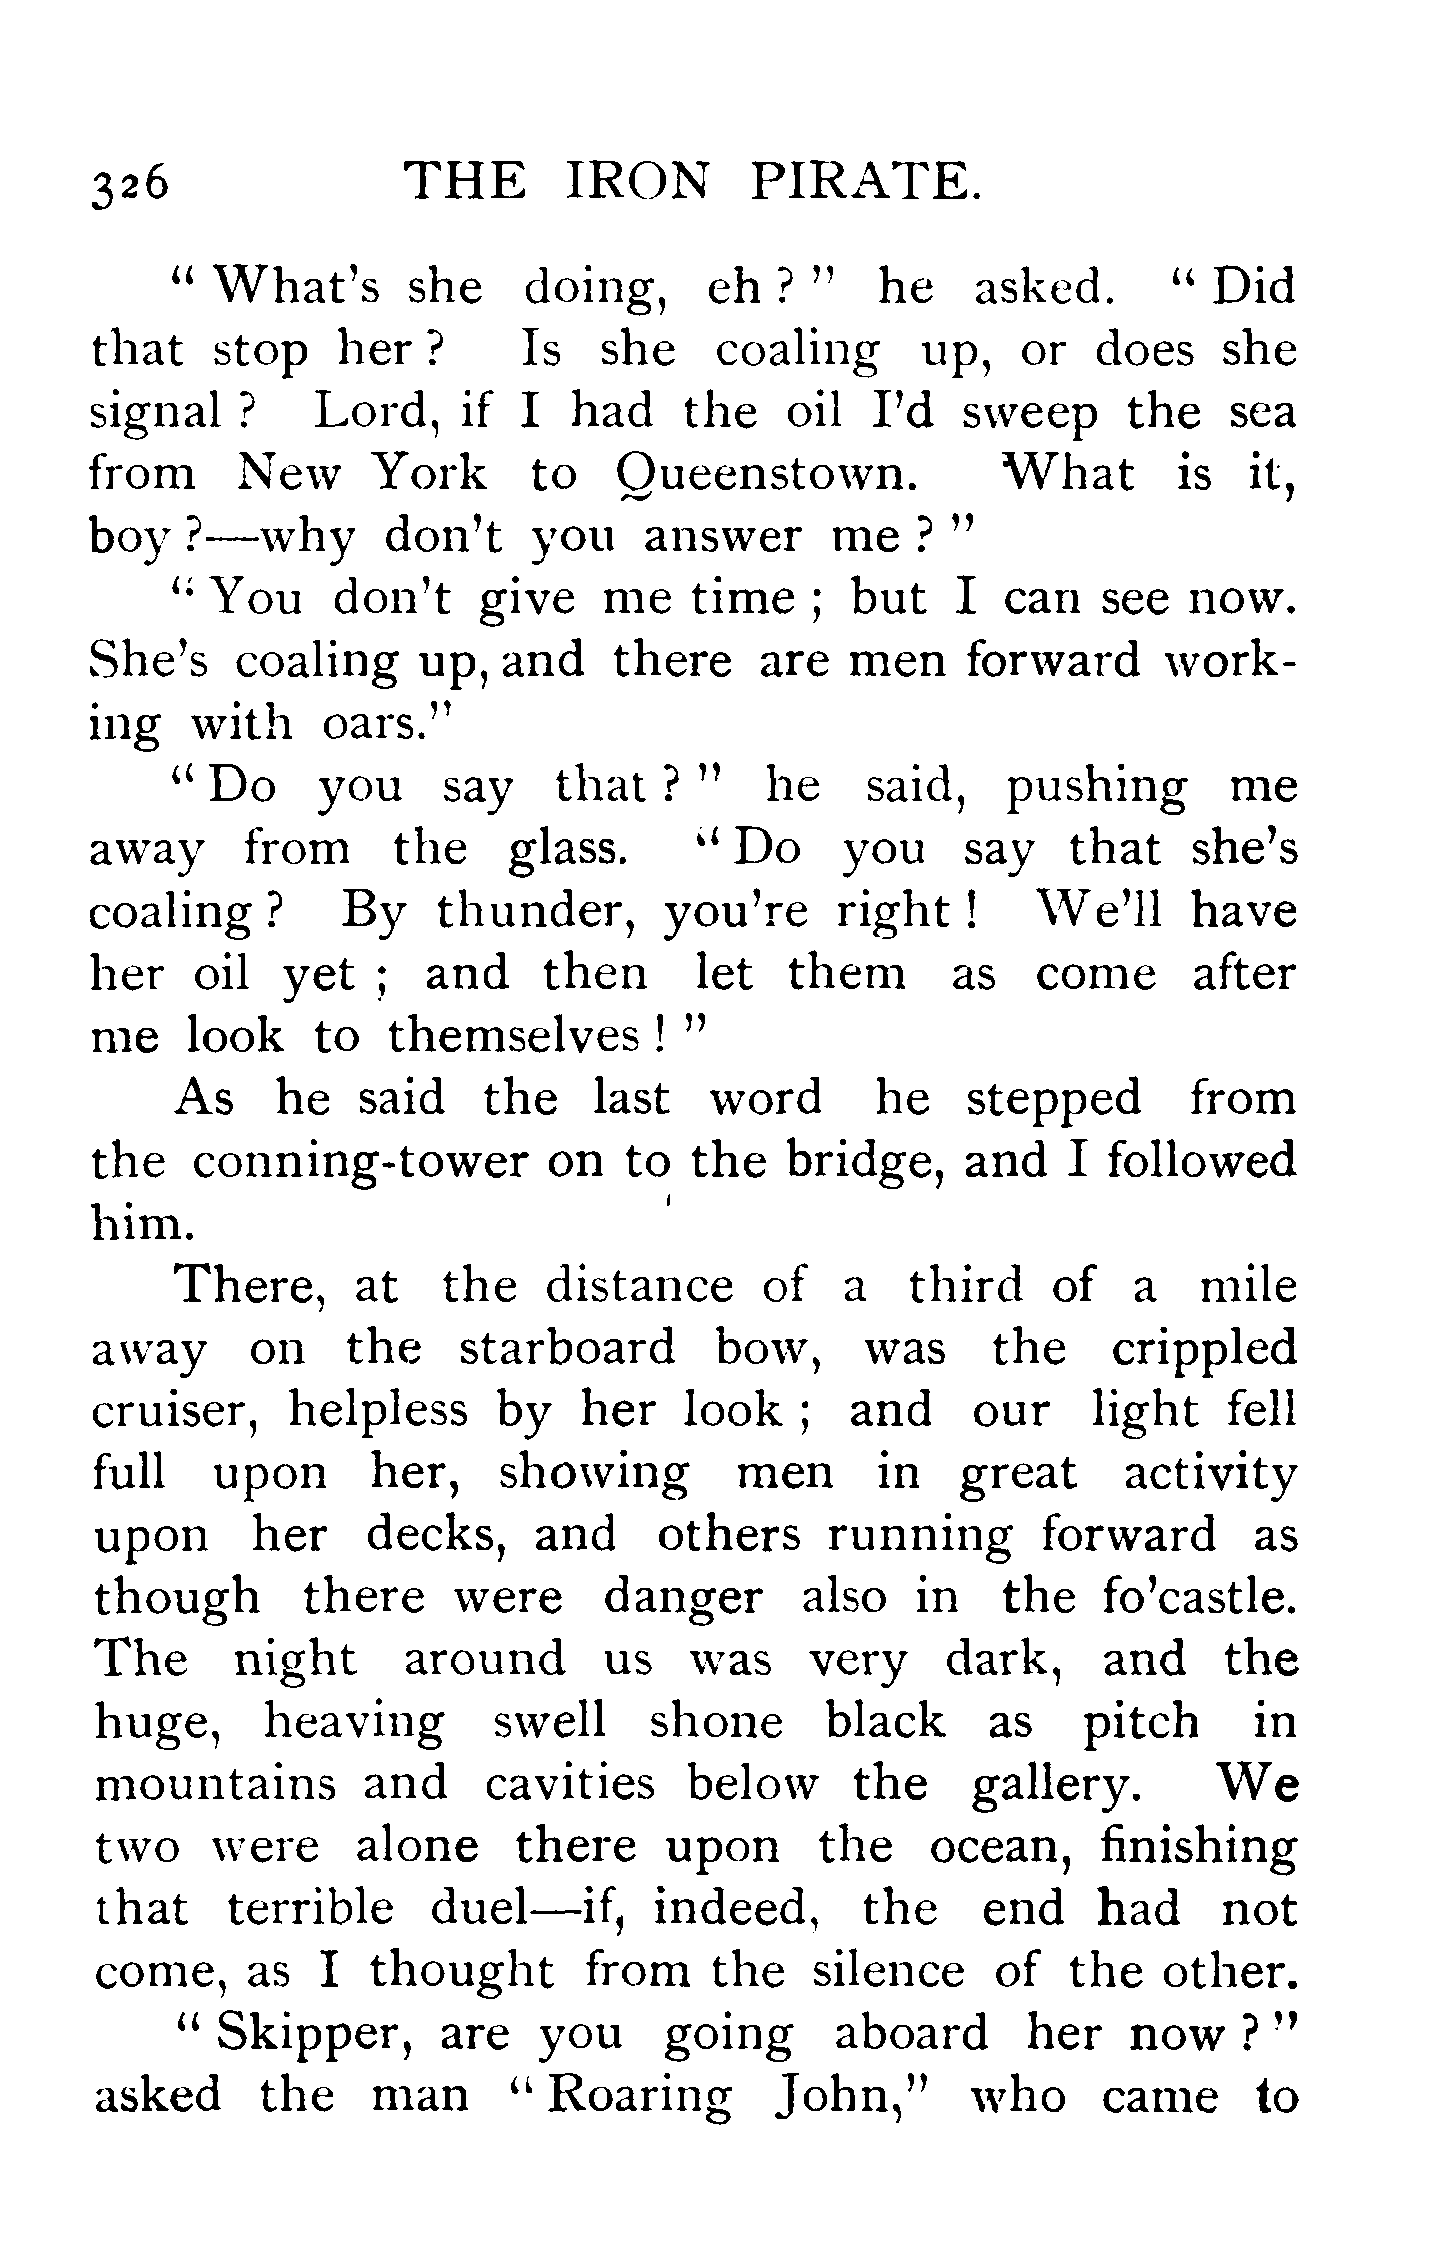 326 THE IRON PIRATE.
" What's she doing, eh ? " he asked. " Did
that stop her ? Is she coaling up, or does she
signal ? Lord, if I had the oil I'd sweep the sea
from New York to Queenstown. What is it,
boy ?—why don't you answer me ? "
" You don't give me time ; but I can see now.
She's coaling up, and there are men forward work-
ing with oars."
" Do you say that ? " he said, pushing me
away from the glass. " Do you say that she's
coaling ? By thunder, you're right ! We'll have
her oil yet ; and then let them as come after
me look to themselves ! "
As he said the last word he stepped from
the conning-tower on to the bridge, and I followed
him.
There, at the distance of a third of a mile
away on the starboard bow, was the crippled
cruiser, helpless by her look ; and our light fell
full upon her, showing men in great activity
upon her decks, and others running forward as
though there were danger also in the fo'castle.
The night around us was very dark, and the
huge, heaving swell shone black as pitch in
mountains and cavities below the gallery. We
two were alone there upon the ocean, finishing
that terrible duel—if, indeed, the end had not
come, as I thought from the silence of the other.
" Skipper, are you going aboard her now ? "
asked the man " Roaring John," who came to